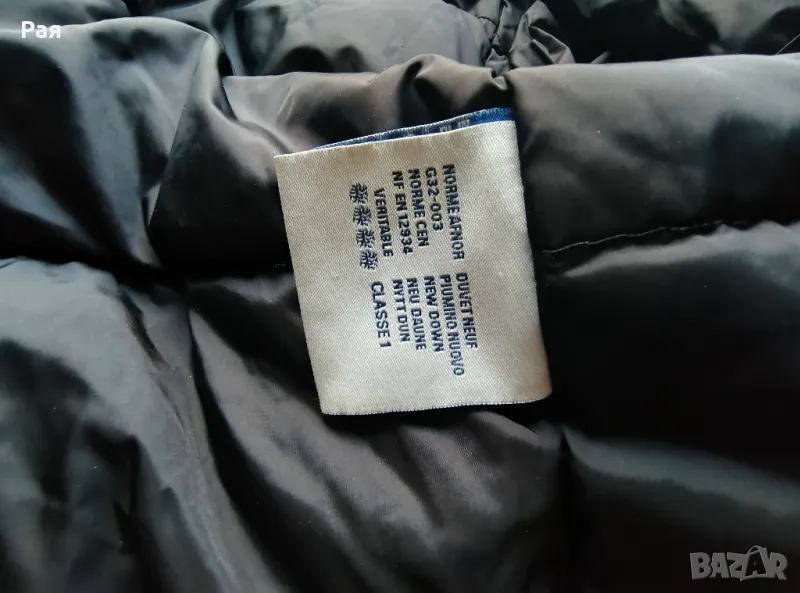 Рая
NORME AFNOR
G32-003
NORME CEN
NF EN 12934
VERITABLE
DUVET NEUF
PIUMINO NUOVO
NEW DOWN
NEU DAUNE
NYTT DUN
CLASSE 1
BAZAR